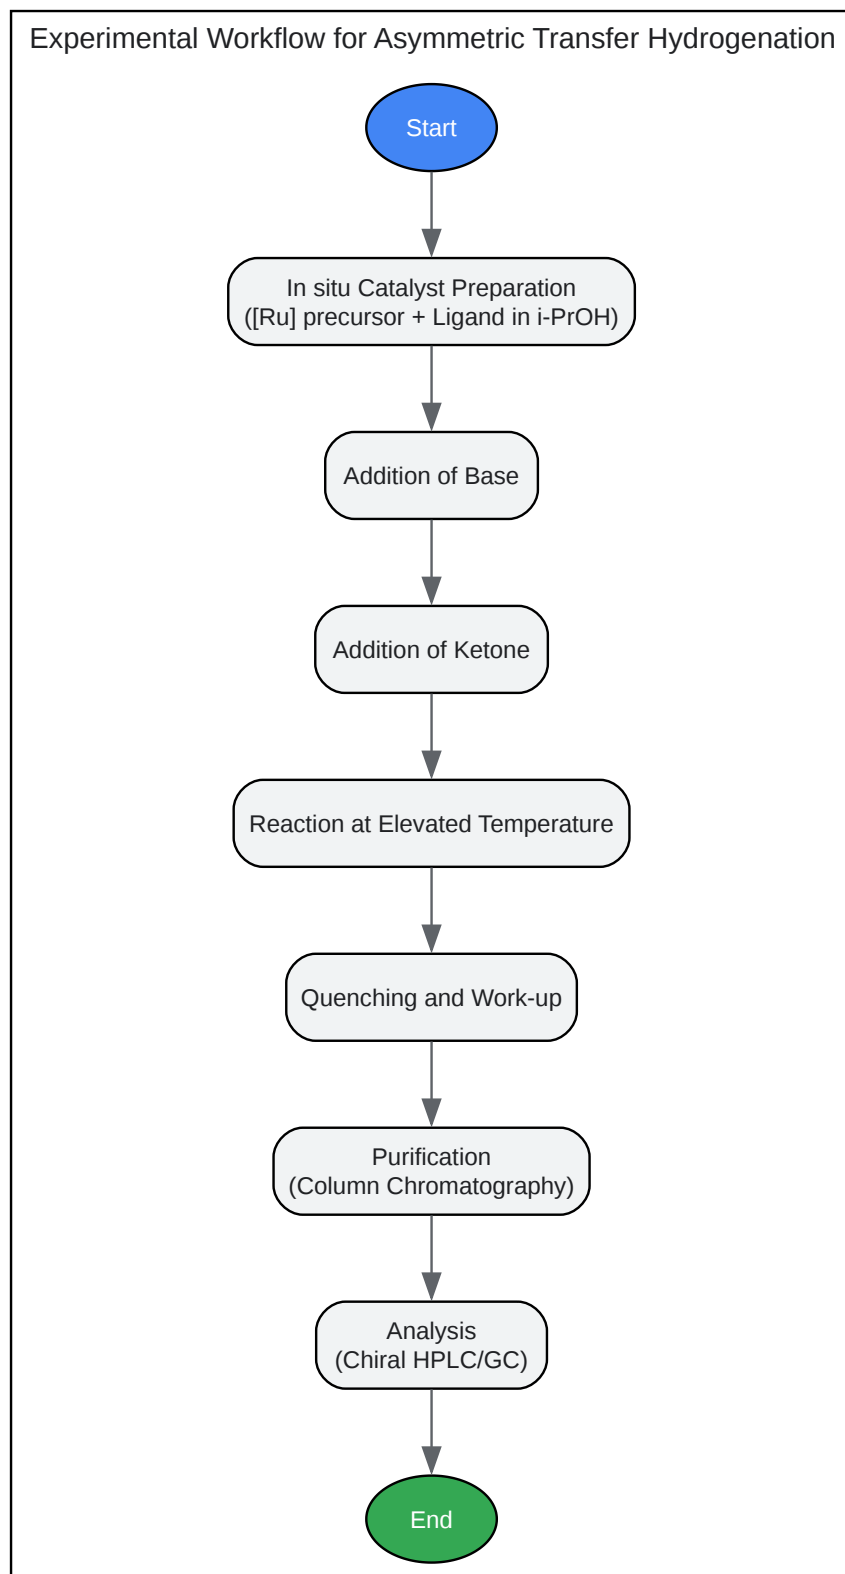 Experimental Workflow for Asymmetric Transfer Hydrogenation
Start
In situ Catalyst Preparation
([Ru] precursor + Ligand in i-PrOH)
Addition of Base
Addition of Ketone
Reaction at Elevated Temperature
Quenching and Work-up
Purification
(Column Chromatography)
Analysis
(Chiral HPLC/GC)
End